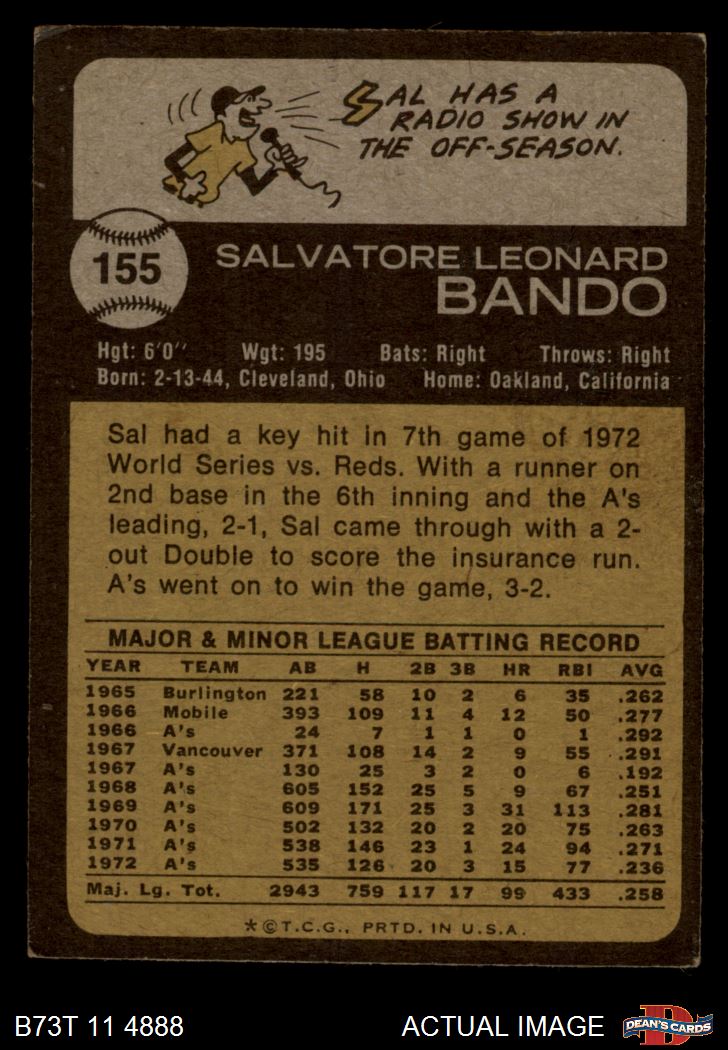 SAL HAS A
RADIO SHOW IN
THE OFF-SEASON.
155
SALVATORE LEONARD
BANDO
Hgt: 6'0" Wgt: 195 Bats: Right Throws: Right
Born: 2-13-44, Cleveland, Ohio Home: Oakland, California
Sal had a key hit in 7th game of 1972
World Series vs. Reds. With a runner on
2nd base in the 6th inning and the A's
leading, 2-1, Sal came through with a 2-
out Double to score the insurance run.
A's went on to win the game, 3-2.
MAJOR & MINOR LEAGUE BATTING RECORD
YEAR TEAM AB H 2B 3B HR RBI AVG
1965 Burlington 221 58 10 2 6 35 .262
1966 Mobile 393 109 11 4 12 50 .277
1966 A's 24 7 1 1 0 1 .292
1967 Vancouver 371 108 14 2 9 55 .291
1967 A's 130 25 3 2 0 6 .192
1968 A's 605 152 25 5 9 67 .251
1969 A's 609 171 25 3 31 113 .281
1970 A's 502 132 20 2 20 75 .263
1971 A's 538 146 23 1 24 94 .271
1972 A's 535 126 20 3 15 77 .236
Maj. Lg. Tot. 2943 759 117 17 99 433 .258
*©T.C.G., PRTD. IN U.S.A.
B73T 11 4888 ACTUAL IMAGE
D
DEAN'S CARDS